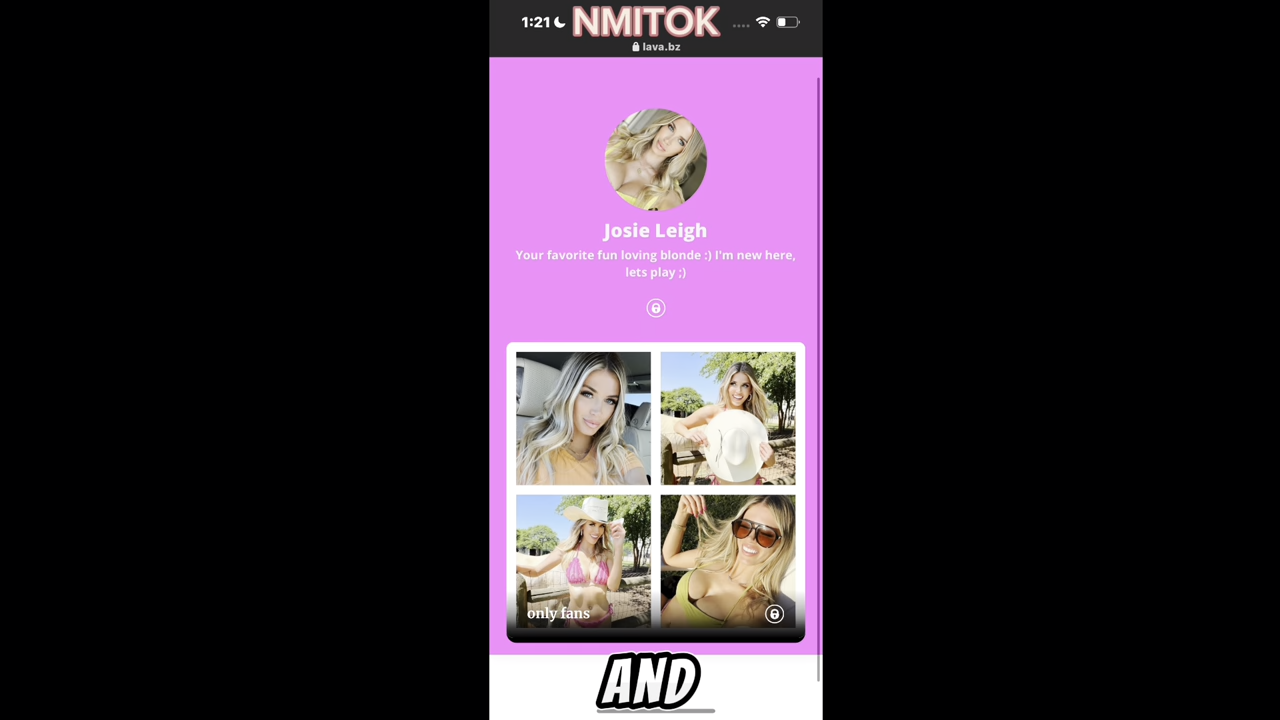 1:21
NMITOK
lava.bz
Josie Leigh
Your favorite fun loving blonde :) I'm new here,
lets play ;)
only fans
AND